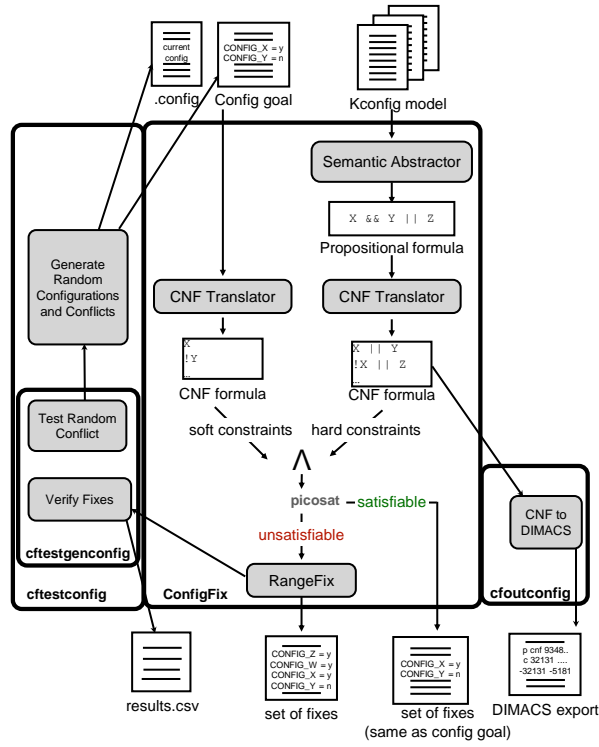 current
config
.config
CONFIG_X = y
CONFIG_Y = n
Config goal
Kconfig model
Semantic Abstractor
X && Y || Z
Propositional formula
Generate
Random
Configurations
and Conflicts
CNF Translator
CNF Translator
X
!Y
…
CNF formula
X || Y
!X || Z
…
CNF formula
soft constraints
hard constraints
Λ
Test Random
Conflict
Verify Fixes
picosat
satisfiable
unsatisfiable
CNF to
DIMACS
cftestgenconfig
RangeFix
cftestconfig
ConfigFix
cfoutconfig
results.csv
CONFIG_Z = y
CONFIG_W = y
CONFIG_X = y
CONFIG_Y = n
set of fixes
CONFIG_X = y
CONFIG_Y = n
set of fixes
(same as config goal)
p cnf 9348..
c 32131 ....
-32131 -5181
DIMACS export